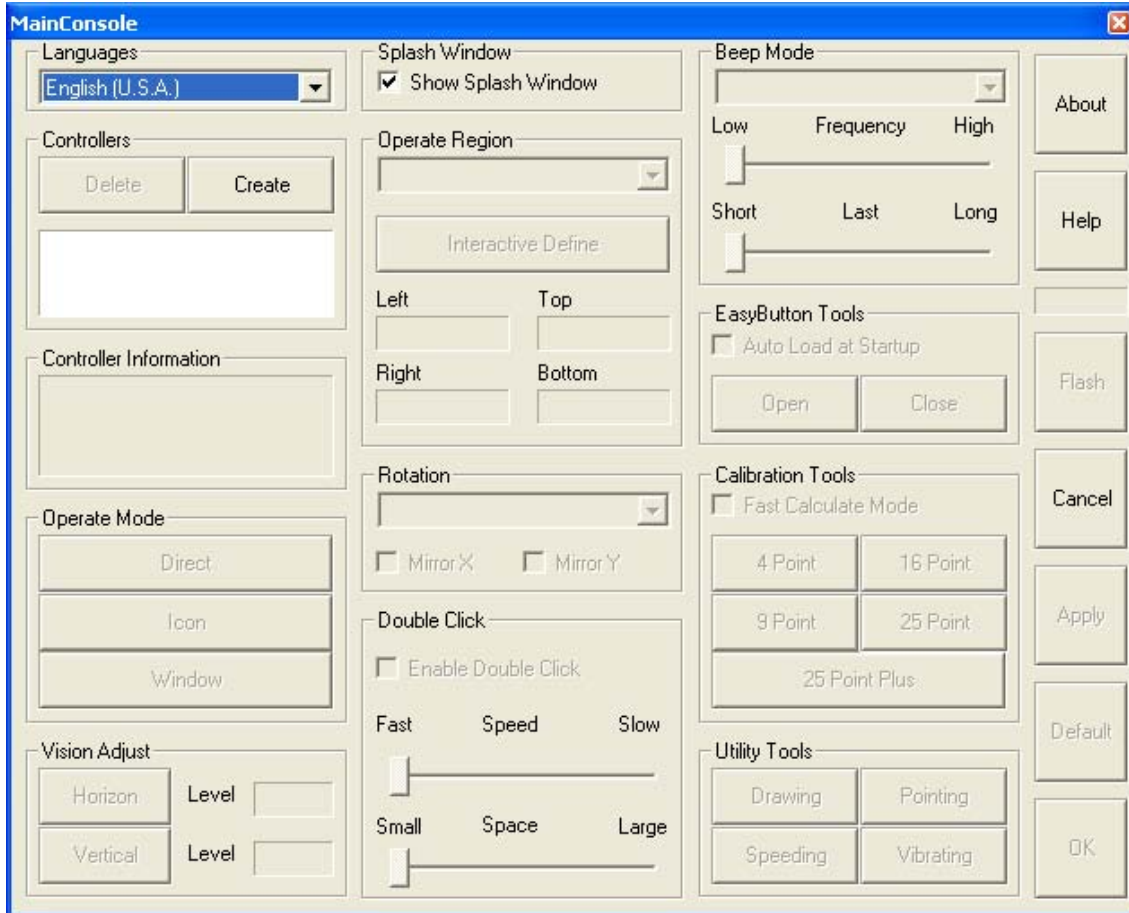 MainConsole
Languages
English (U.S.A.)
Controllers
Delete
Create
Controller Information
Operate Mode
Direct
Icon
Window
Vision Adjust
Horizon
Level
Vertical
Level
Splash Window
Show Splash Window
Operate Region
Interactive Define
Left
Top
Right
Bottom
Rotation
Mirror X
Mirror Y
Double Click
Enable Double Click
Fast Speed Slow
Small Space Large
Beep Mode
Low Frequency High
Short Last Long
EasyButton Tools
Auto Load at Startup
Open
Close
Calibration Tools
Fast Calculate Mode
4 Point
16 Point
9 Point
25 Point
25 Point Plus
Utility Tools
Drawing
Pointing
Speeding
Vibrating
About
Help
Flash
Cancel
Apply
Default
OK